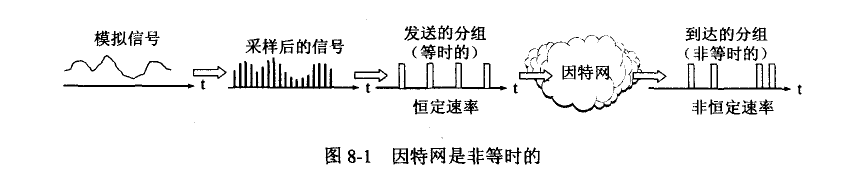 模拟信号
t
采样后的信号
t
发送的分组
(等时的)
t
恒定速率
因特网
到达的分组
(非等时的)
t
非恒定速率
图 8-1 因特网是非等时的